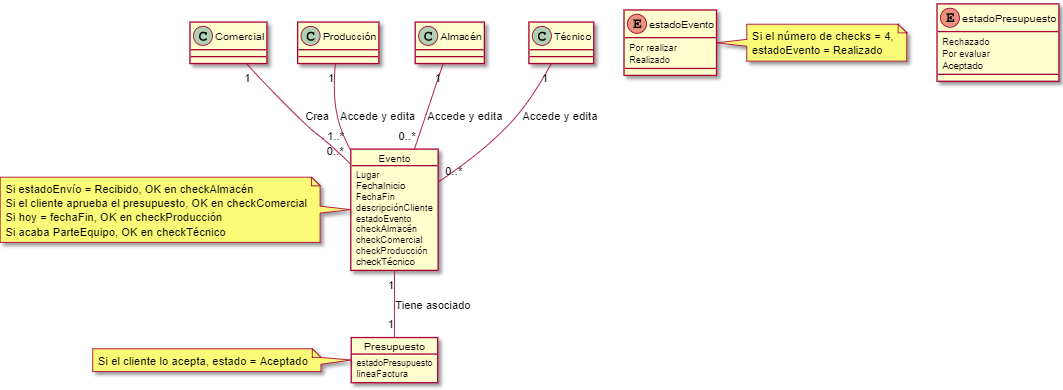 C Comercial
C Producción
C Almacén
C Técnico
E estadoEvento
Por realizar
Realizado
Si el número de checks = 4,
estadoEvento = Realizado
E estadoPresupuesto
Rechazado
Por evaluar
Aceptado
1
1
1
1
Crea
Accede y edita
Accede y edita
Accede y edita
0..*
1..*
0..*
0..*
Evento
Lugar
FechaInicio
FechaFin
descripciónCliente
estadoEvento
checkAlmacén
checkComercial
checkProducción
checkTécnico
Si estadoEnvío = Recibido, OK en checkAlmacén
Si el cliente aprueba el presupuesto, OK en checkComercial
Si hoy = fechaFin, OK en checkProducción
Si acaba ParteEquipo, OK en checkTécnico
1
Tiene asociado
1
Presupuesto
estadoPresupuesto
lineaFactura
Si el cliente lo acepta, estado = Aceptado